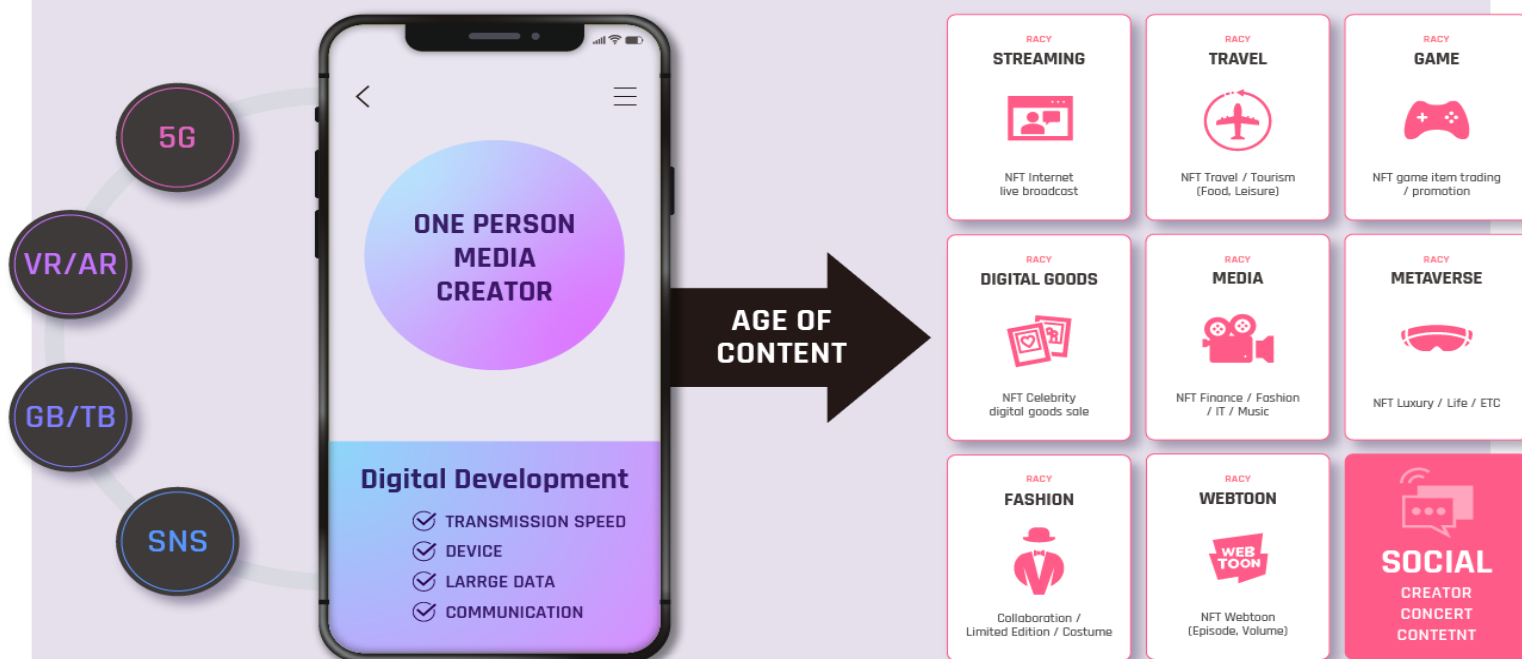 5G
VR/AR
GB/TB
SNS
ONE PERSON
MEDIA
CREATOR
Digital Development
TRANSMISSION SPEED
DEVICE
LARRGE DATA
COMMUNICATION
AGE OF
CONTENT
RACY
STREAMING
NFT Internet
live broadcast
RACY
TRAVEL
NFT Travel / Tourism
(Food, Leisure)
RACY
GAME
NFT game item trading
/ promotion
RACY
DIGITAL GOODS
NFT Celebrity
digital goods sale
RACY
MEDIA
NFT Finance / Fashion
/ IT / Music
RACY
METAVERSE
NFT Luxury / Life / ETC
RACY
FASHION
Collaboration /
Limited Edition / Costume
RACY
WEBTOON
WEB
TOON
NFT Webtoon
(Episode, Volume)
SOCIAL
CREATOR
CONCERT
CONTETNT